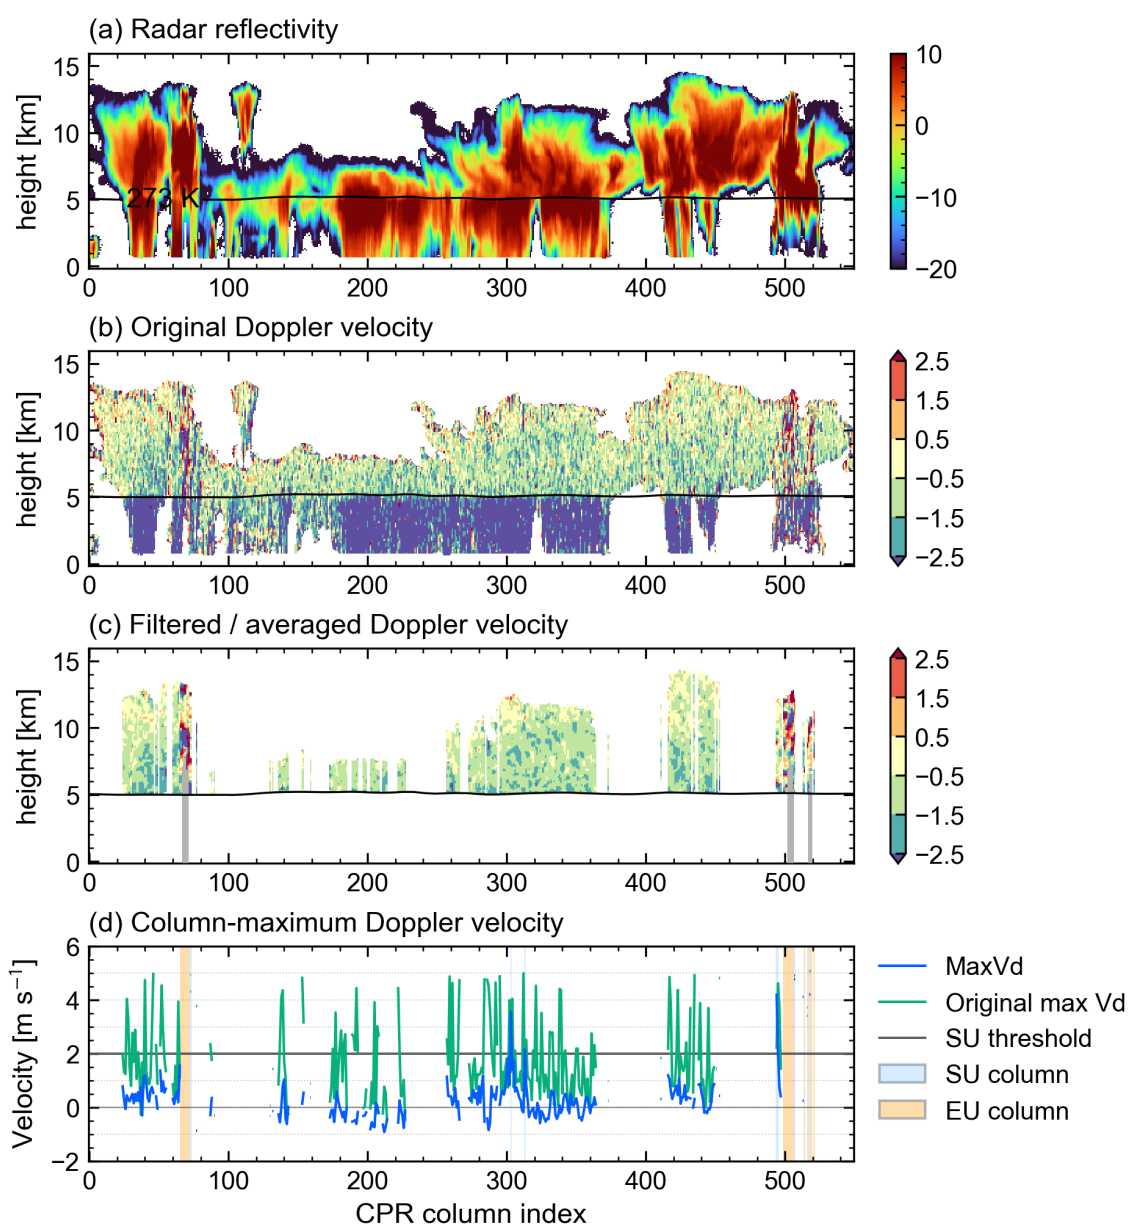 (a) Radar reflectivity
15
10
5
0
height [km]
273 K
0 100 200 300 400 500
10
0
−10
−20
(b) Original Doppler velocity
15
10
5
0
height [km]
0 100 200 300 400 500
2.5
1.5
0.5
−0.5
−1.5
−2.5
(c) Filtered / averaged Doppler velocity
15
10
5
0
height [km]
0 100 200 300 400 500
2.5
1.5
0.5
−0.5
−1.5
−2.5
(d) Column-maximum Doppler velocity
6
4
2
0
−2
Velocity [m s⁻¹]
0 100 200 300 400 500
CPR column index
MaxVd
Original max Vd
SU threshold
SU column
EU column